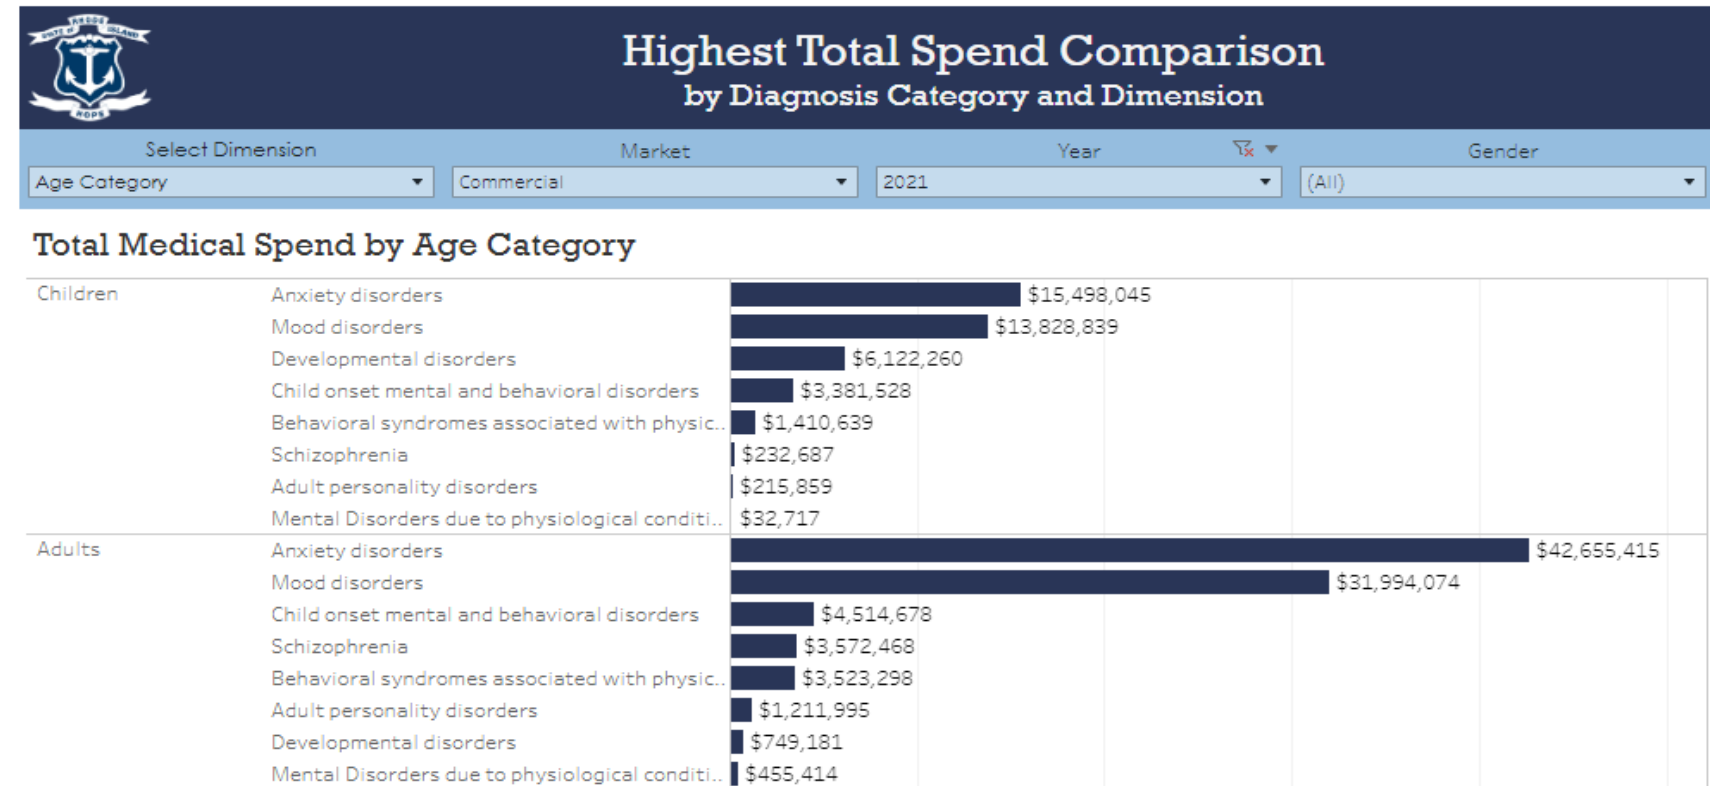 STATE OF RHODE ISLAND
HOPE
Highest Total Spend Comparison
by Diagnosis Category and Dimension
Select Dimension Market Year Gender
Age Category Commercial 2021 (All)
Total Medical Spend by Age Category
Children Anxiety disorders $15,498,045
Mood disorders $13,828,839
Developmental disorders $6,122,260
Child onset mental and behavioral disorders $3,381,528
Behavioral syndromes associated with physic.. $1,410,639
Schizophrenia $232,687
Adult personality disorders $215,859
Mental Disorders due to physiological conditi.. $32,717
Adults Anxiety disorders $42,655,415
Mood disorders $31,994,074
Child onset mental and behavioral disorders $4,514,678
Schizophrenia $3,572,468
Behavioral syndromes associated with physic.. $3,523,298
Adult personality disorders $1,211,995
Developmental disorders $749,181
Mental Disorders due to physiological conditi.. $455,414